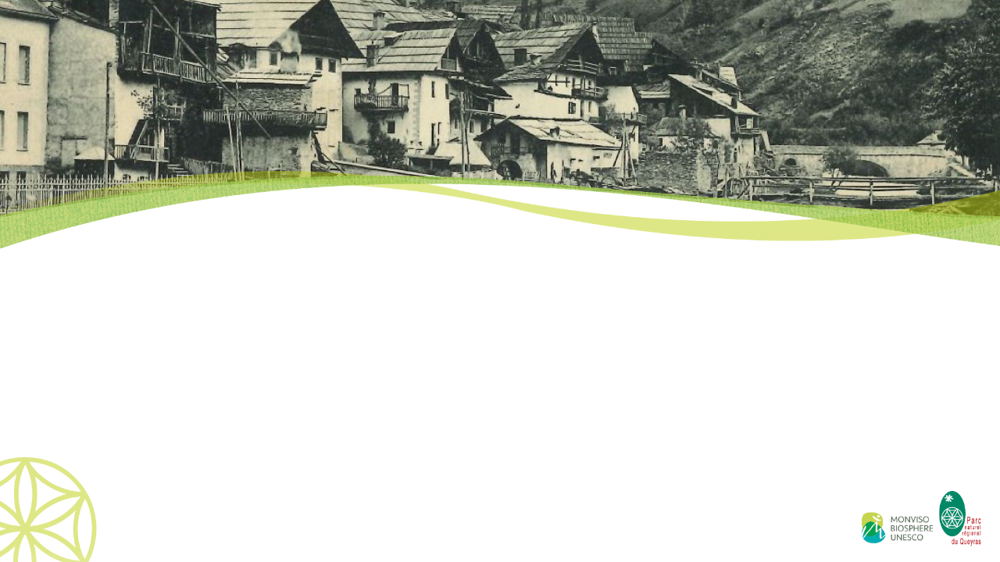 MONVISO
BIOSPHERE
UNESCO
Parc
naturel
régional
du Queyras